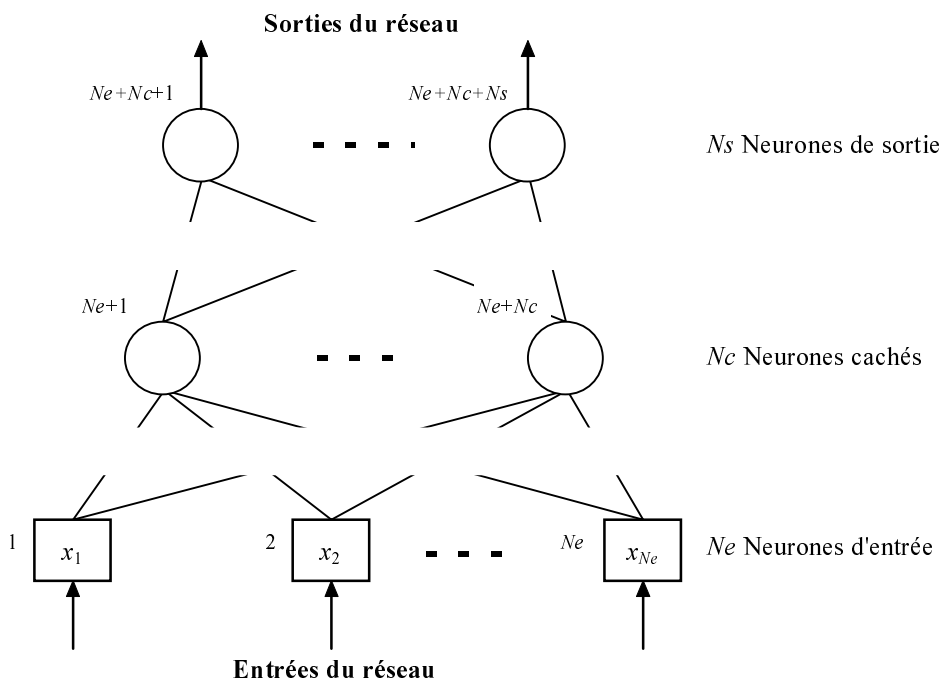 Sorties du réseau
Ne+Nc+1
Ne+Nc+Ns
Ns Neurones de sortie
Ne+1
Ne+Nc
Nc Neurones cachés
1
x1
2
x2
Ne
xNe
Ne Neurones d'entrée
Entrées du réseau